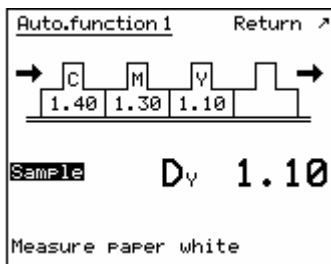 Auto.function 1 Return ↗
C M Y
1.40 1.30 1.10
Sample DY 1.10
Measure paper white